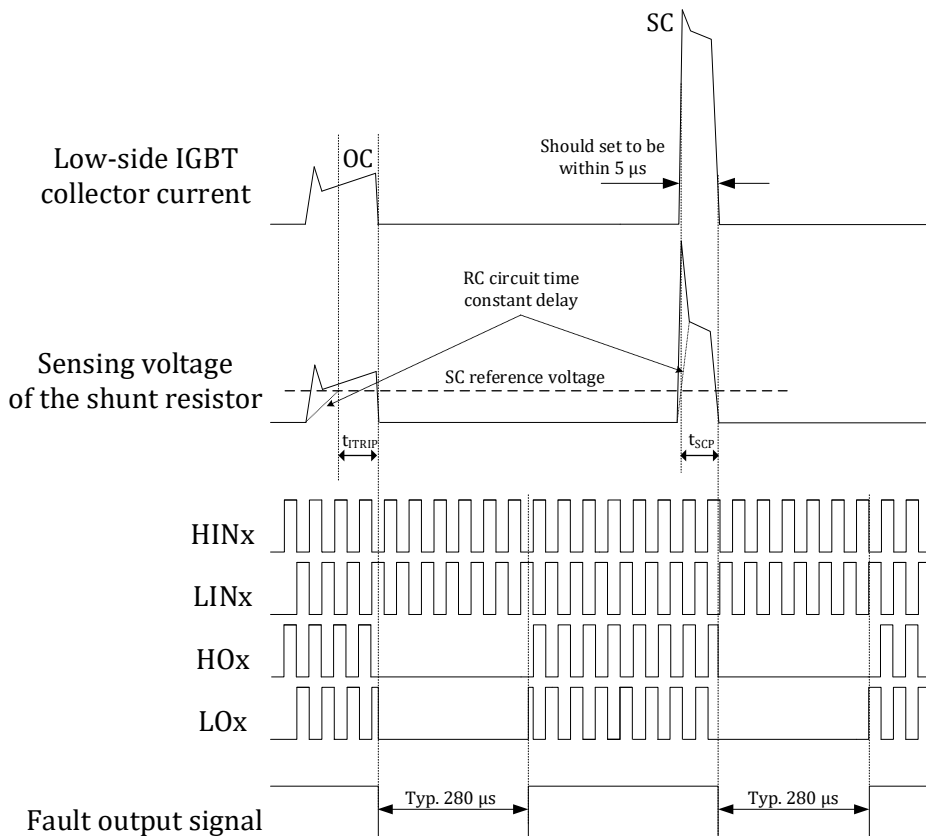 SC
OC
Low-side IGBT
collector current
Should set to be
within 5 μs
RC circuit time
constant delay
Sensing voltage
of the shunt resistor
SC reference voltage
tITRIP
tSCP
HINx
LINx
HOx
LOx
Typ. 280 μs
Typ. 280 μs
Fault output signal